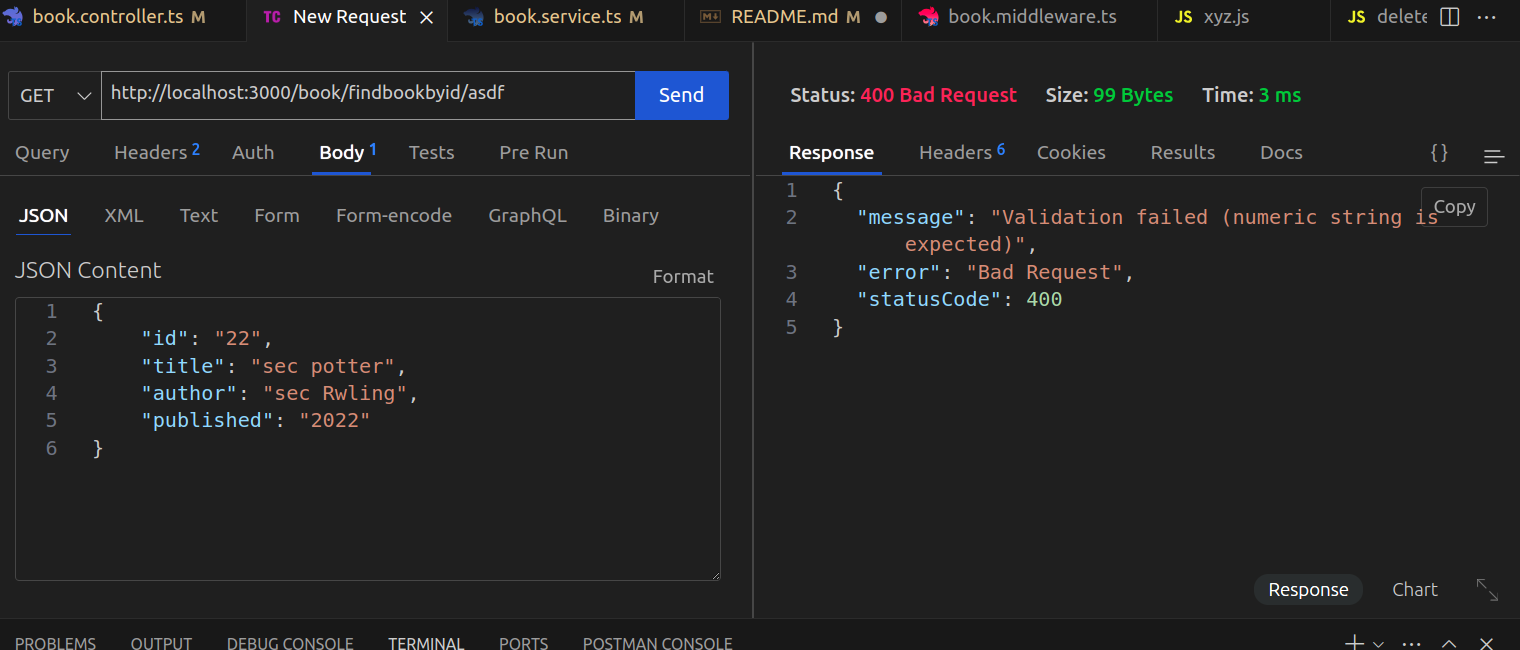 book.controller.ts M
TC New Request
book.service.ts M
README.md M
book.middleware.ts
JS xyz.js
JS delete
GET
http://localhost:3000/book/findbookbyid/asdf
Send
Status: 400 Bad Request Size: 99 Bytes Time: 3 ms
Query Headers 2 Auth Body 1 Tests Pre Run
Response Headers 6 Cookies Results Docs {}
JSON XML Text Form Form-encode GraphQL Binary
JSON Content
Format
1 {
2 "id": "22",
3 "title": "sec potter",
4 "author": "sec Rwling",
5 "published": "2022"
6 }
Copy
1 {
2 "message": "Validation failed (numeric string is
expected)",
3 "error": "Bad Request",
4 "statusCode": 400
5 }
Response Chart
PROBLEMS OUTPUT DEBUG CONSOLE TERMINAL PORTS POSTMAN CONSOLE